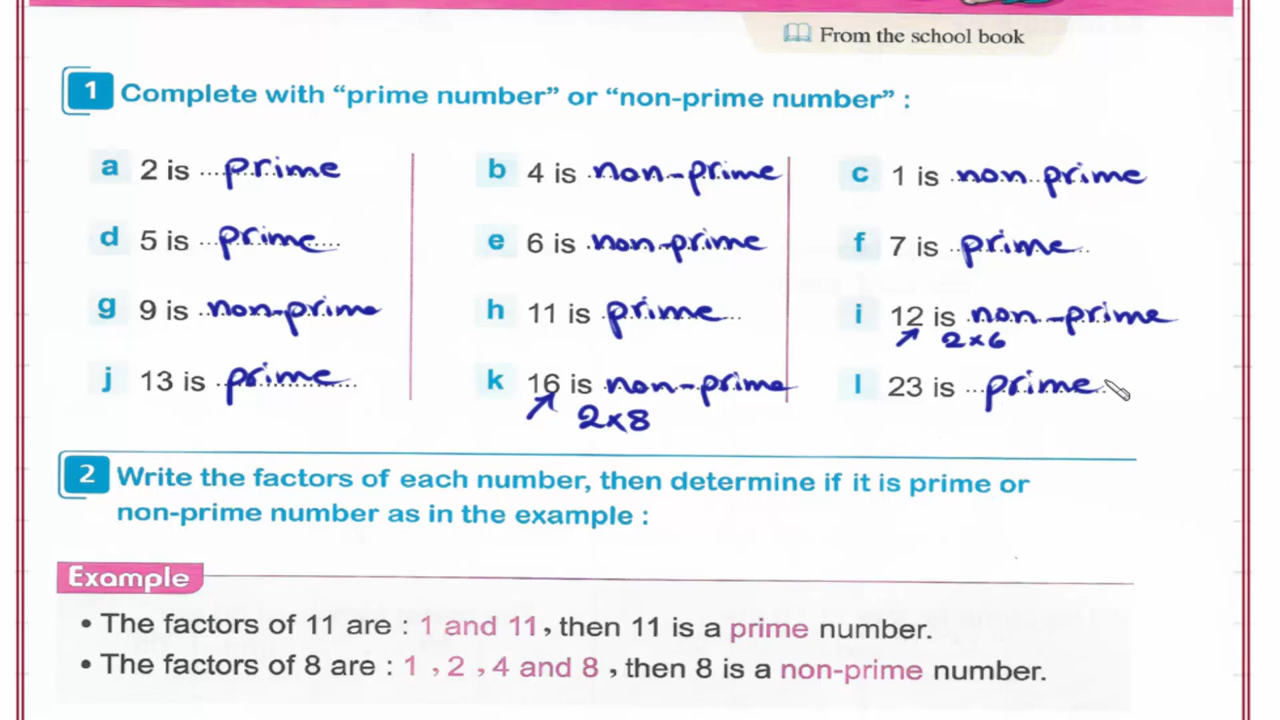 From the school book
1 Complete with “prime number” or “non-prime number” :
a 2 is ... prime b 4 is non-prime c 1 is non prime
d 5 is prime e 6 is non-prime f 7 is prime
g 9 is non-prime h 11 is prime i 12 is non-prime
2×6
j 13 is prime k 16 is non-prime l 23 is prime
2×8
2 Write the factors of each number, then determine if it is prime or
non-prime number as in the example :
Example
• The factors of 11 are : 1 and 11 , then 11 is a prime number.
• The factors of 8 are : 1 , 2 , 4 and 8 , then 8 is a non-prime number.